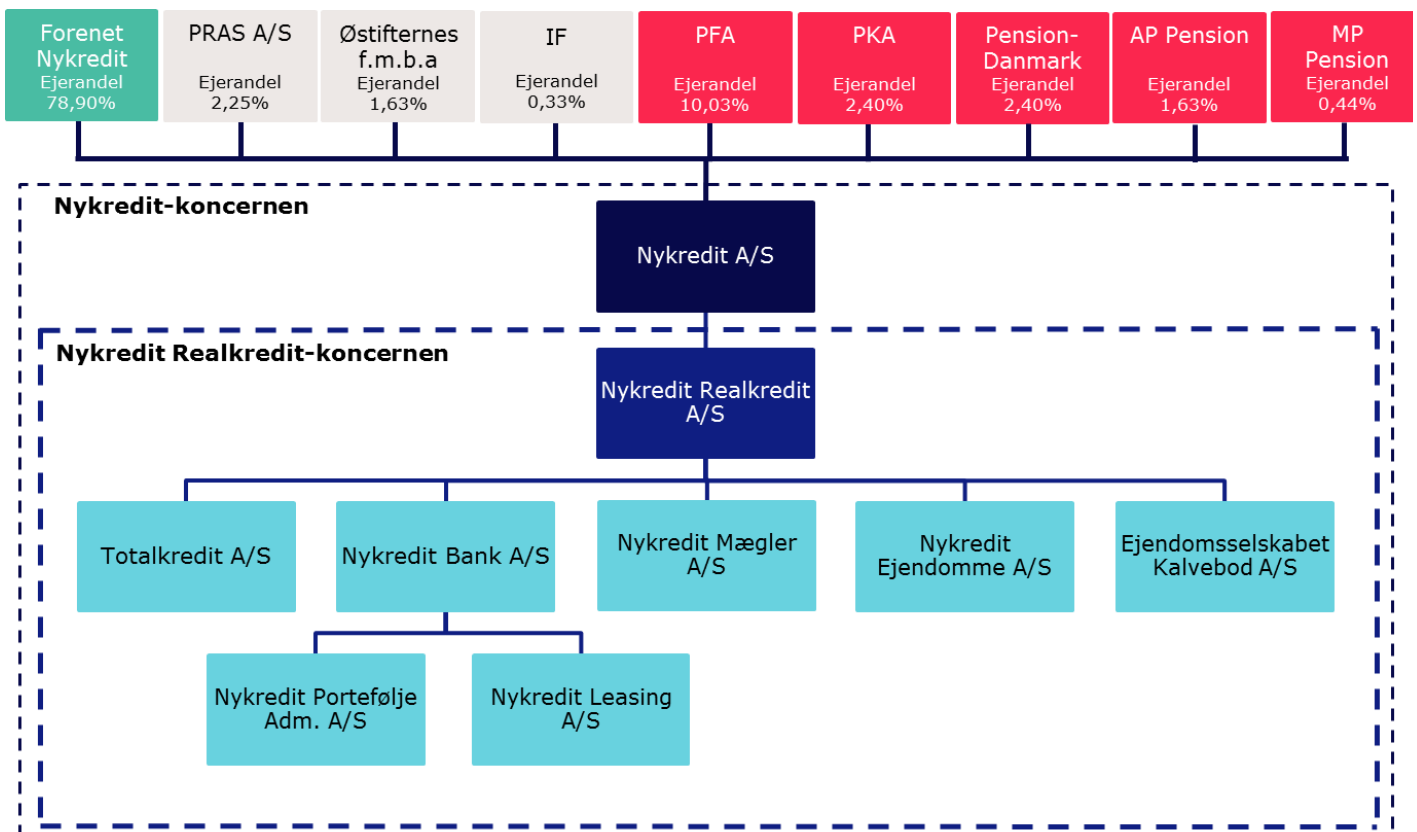 Forenet
Nykredit
Ejerandel
78,90%
PRAS A/S
Ejerandel
2,25%
Østifternes
f.m.b.a
Ejerandel
1,63%
IF
Ejerandel
0,33%
PFA
Ejerandel
10,03%
PKA
Ejerandel
2,40%
Pension-
Danmark
Ejerandel
2,40%
AP Pension
Ejerandel
1,63%
MP
Pension
Ejerandel
0,44%
Nykredit-koncernen
Nykredit A/S
Nykredit Realkredit-koncernen
Nykredit Realkredit
A/S
Totalkredit A/S
Nykredit Bank A/S
Nykredit Mægler
A/S
Nykredit
Ejendomme A/S
Ejendomsselskabet
Kalvebod A/S
Nykredit Portefølje
Adm. A/S
Nykredit Leasing
A/S